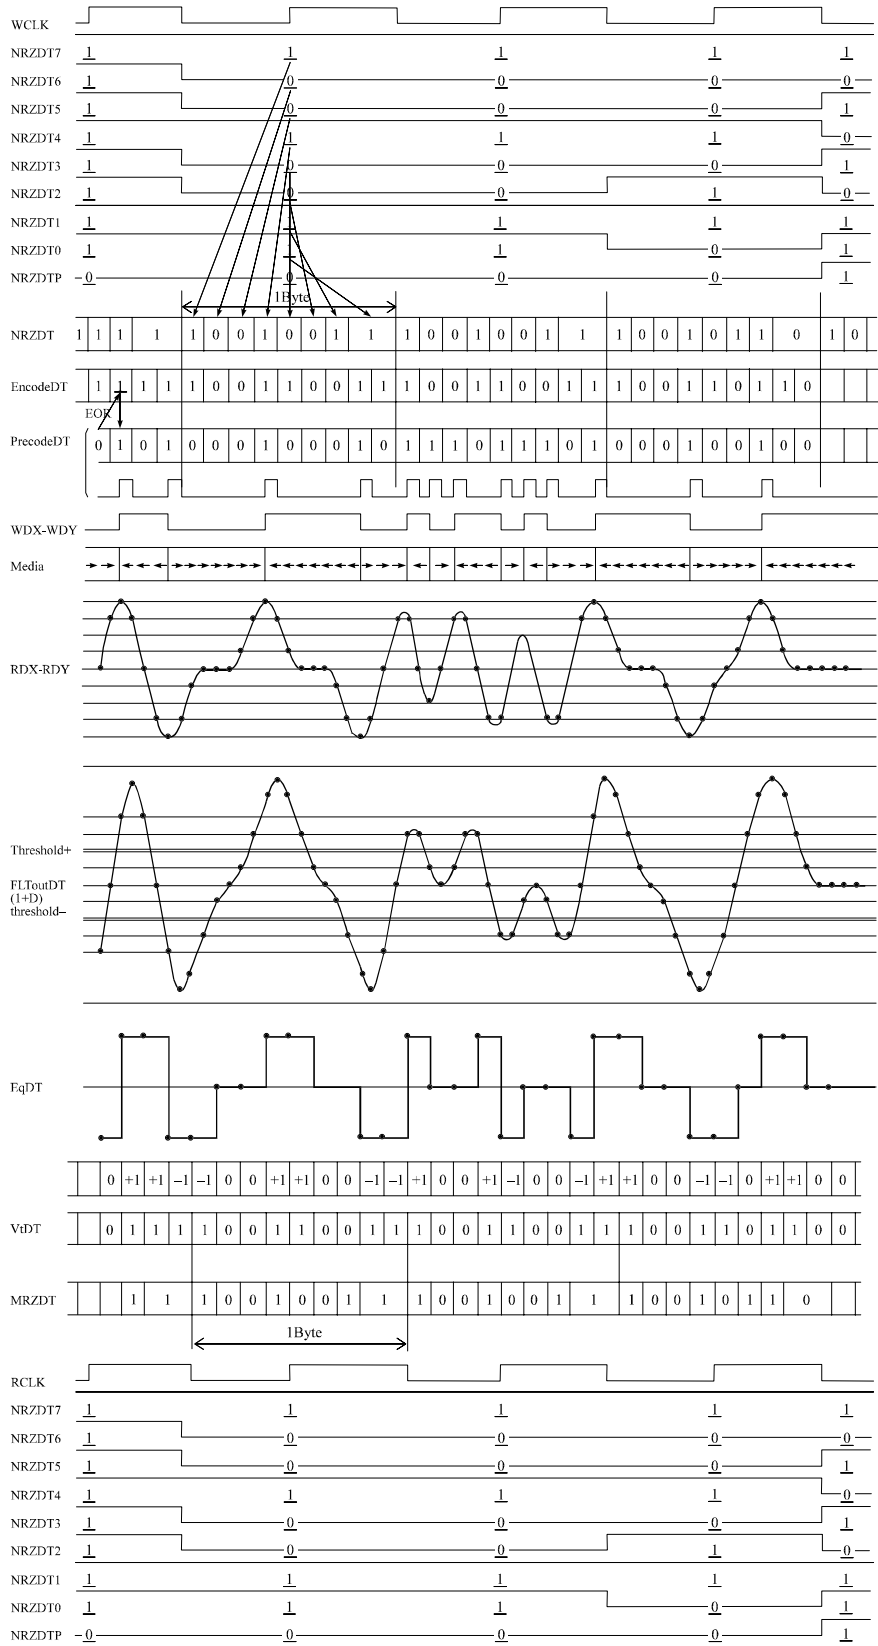 WCLK
NRZDT7 1 1 1 1 1
NRZDT6 1 0 0 0 0
NRZDT5 1 0 0 0 1
NRZDT4 1 1 1 1 0
NRZDT3 1 0 0 0 1
NRZDT2 1 0 0 1 0
NRZDT1 1 1 1 1
NRZDT0 1 1 0 1
NRZDTP 0 0 0 0 1
1Byte
NRZDT 1 1 1 1 1 0 0 1 0 0 1 1 1 0 0 1 0 0 1 1 1 0 0 1 0 1 1 0 1 0
EncodeDT 1 1 1 1 1 0 0 1 1 0 0 1 1 1 0 0 1 1 0 0 1 1 1 0 0 1 1 0 1 1 0
EOR
PrecodeDT 0 1 0 1 0 0 0 1 0 0 0 1 0 1 1 1 0 1 1 1 0 1 0 0 0 1 0 0 1 0 0
WDX-WDY
Media
RDX-RDY
Threshold+
FLToutDT
(1+D)
threshold–
EqDT
0 +1 +1 –1 –1 0 0 +1 +1 0 0 –1 –1 +1 0 0 +1 –1 0 0 –1 +1 +1 0 0 –1 –1 0 +1 +1 0 0
VtDT 0 1 1 1 1 0 0 1 1 0 0 1 1 1 0 0 1 1 0 0 1 1 1 0 0 1 1 0 1 1 0 0
MRZDT 1 1 1 0 0 1 0 0 1 1 1 0 0 1 0 0 1 1 1 0 0 1 0 1 1 0
1Byte
RCLK
NRZDT7 1 1 1 1 1
NRZDT6 1 0 0 0 0
NRZDT5 1 0 0 0 1
NRZDT4 1 1 1 1 0
NRZDT3 1 0 0 0 1
NRZDT2 1 0 0 1 0
NRZDT1 1 1 1 1 1
NRZDT0 1 1 1 0 1
NRZDTP 0 0 0 0 1